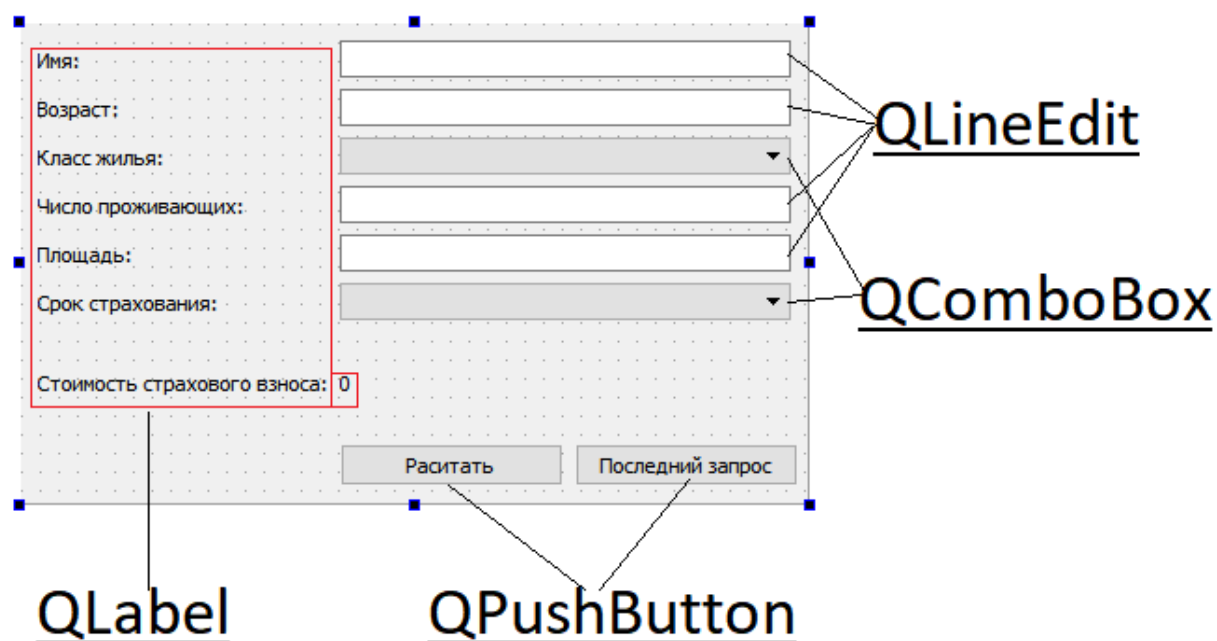 Имя:
Возраст:
QLineEdit
Класс жилья:
Число проживающих:
Площадь:
Срок страхования:
QComboBox
Стоимость страхового взноса: 0
Раситать
Последний запрос
QLabel
QPushButton